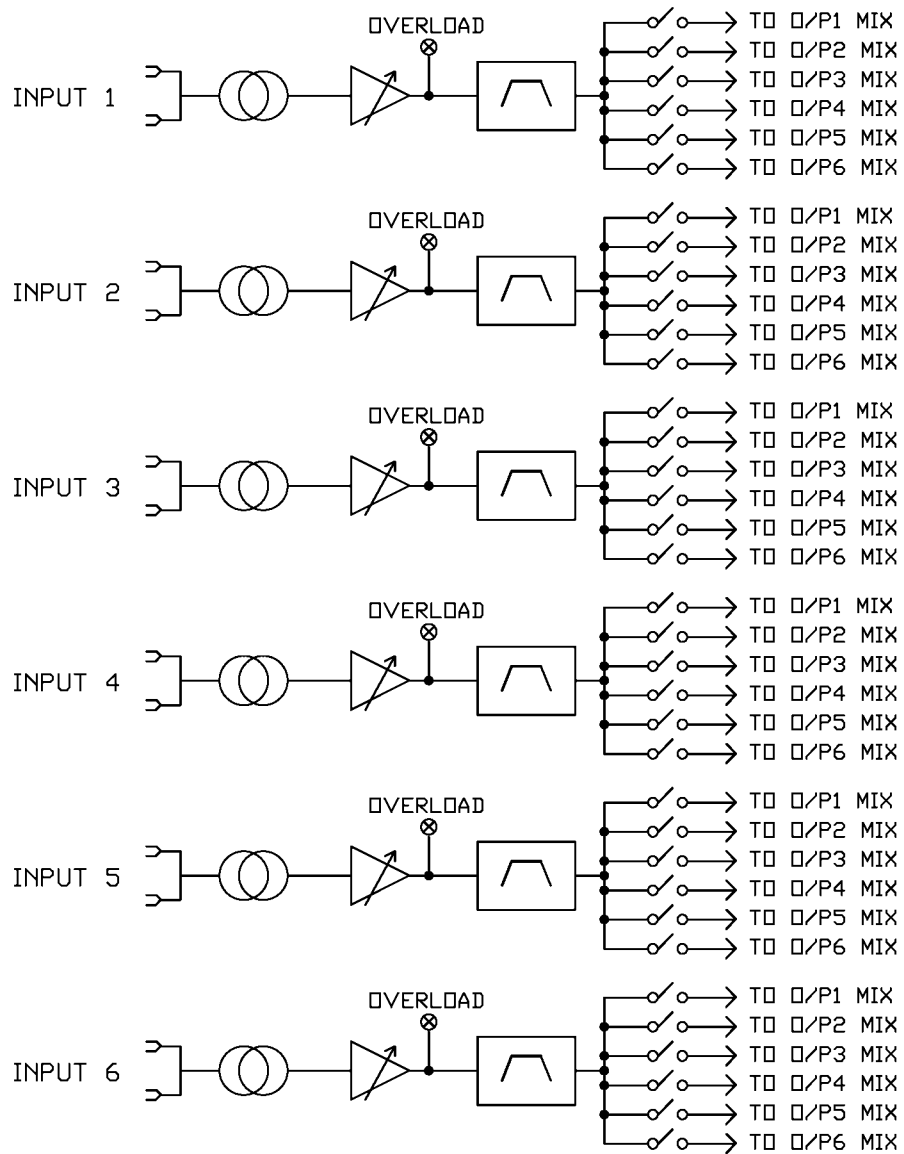 OVERLOAD
TO O/P1 MIX
TO O/P2 MIX
TO O/P3 MIX
INPUT 1
TO O/P4 MIX
TO O/P5 MIX
TO O/P6 MIX
OVERLOAD
TO O/P1 MIX
TO O/P2 MIX
TO O/P3 MIX
INPUT 2
TO O/P4 MIX
TO O/P5 MIX
TO O/P6 MIX
OVERLOAD
TO O/P1 MIX
TO O/P2 MIX
TO O/P3 MIX
INPUT 3
TO O/P4 MIX
TO O/P5 MIX
TO O/P6 MIX
OVERLOAD
TO O/P1 MIX
TO O/P2 MIX
TO O/P3 MIX
INPUT 4
TO O/P4 MIX
TO O/P5 MIX
TO O/P6 MIX
OVERLOAD
TO O/P1 MIX
TO O/P2 MIX
TO O/P3 MIX
INPUT 5
TO O/P4 MIX
TO O/P5 MIX
TO O/P6 MIX
OVERLOAD
TO O/P1 MIX
TO O/P2 MIX
TO O/P3 MIX
INPUT 6
TO O/P4 MIX
TO O/P5 MIX
TO O/P6 MIX